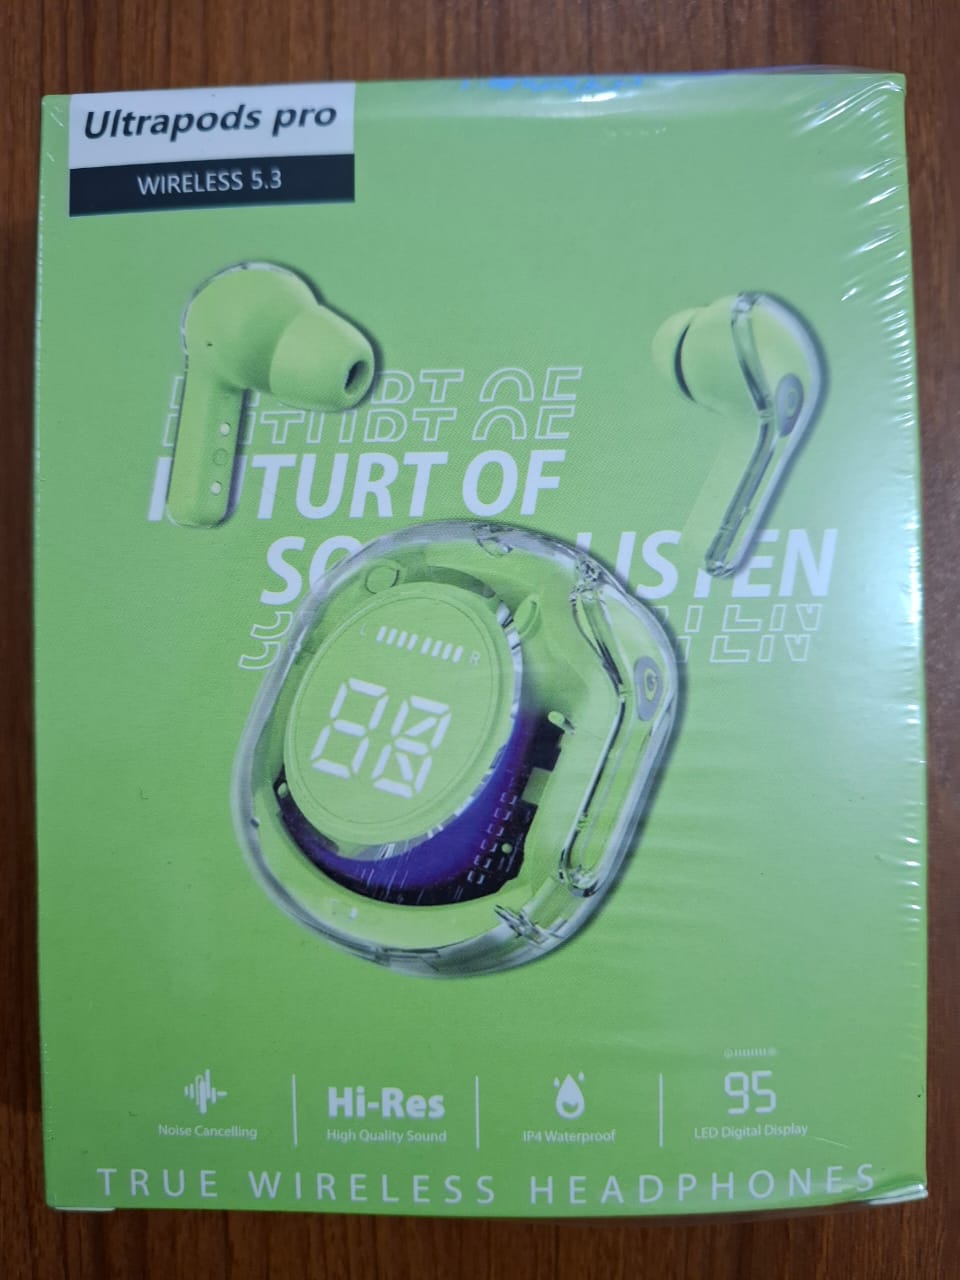 Ultrapods pro
WIRELESS 5.3
TURT OF
SO LISTEN
L R
88
Noise Cancelling
Hi-Res
High Quality Sound
IP4 Waterproof
95
LED Digital Display
TRUE WIRELESS HEADPHONES